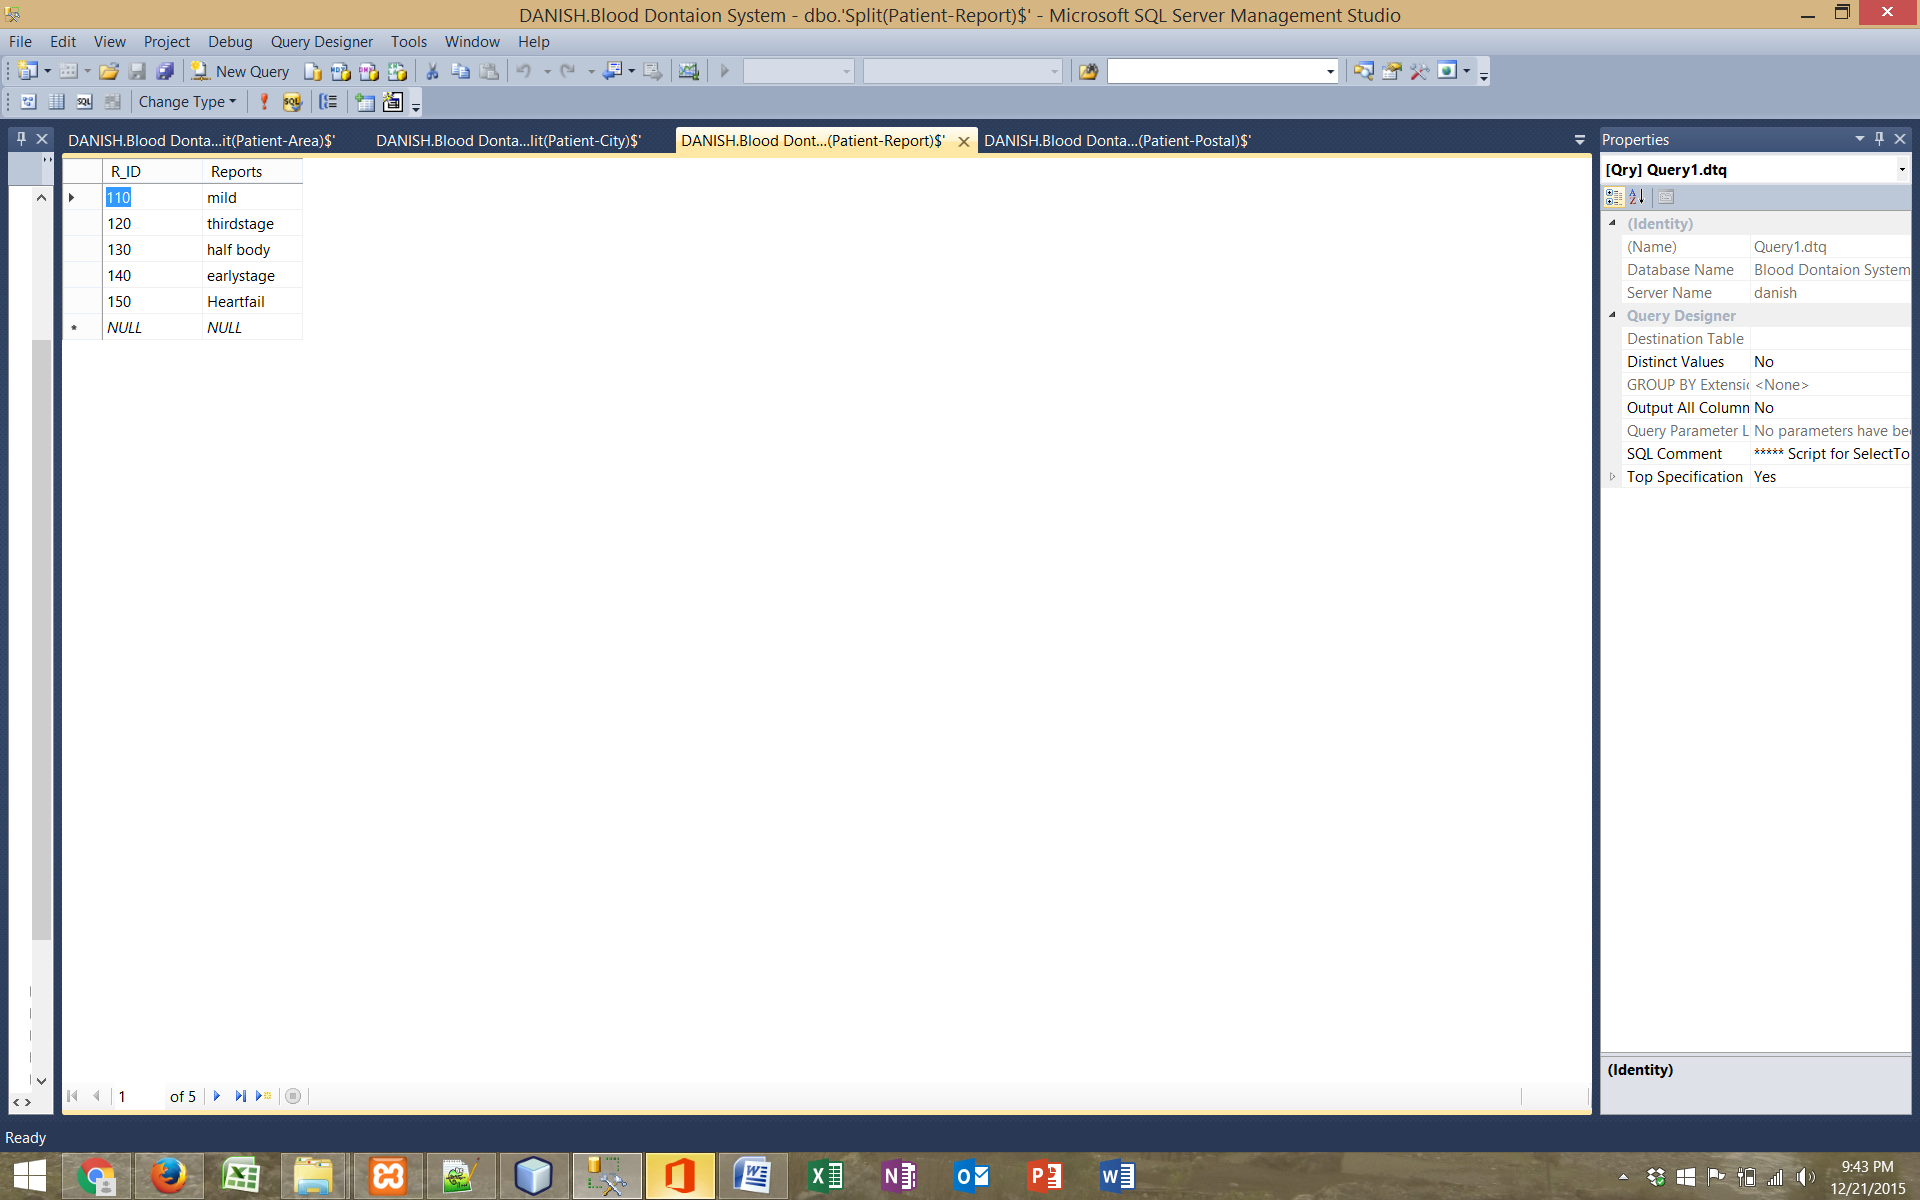 DANISH.Blood Dontaion System - dbo.'Split(Patient-Report)$' - Microsoft SQL Server Management Studio
File Edit View Project Debug Query Designer Tools Window Help
New Query
Change Type
DANISH.Blood Donta...it(Patient-Area)$' DANISH.Blood Donta...lit(Patient-City)$' DANISH.Blood Dont...(Patient-Report)$' DANISH.Blood Donta...(Patient-Postal)$'
R_ID Reports
110 mild
120 thirdstage
130 half body
140 earlystage
150 Heartfail
NULL NULL
1 of 5
Properties
[Qry] Query1.dtq
(Identity)
(Name) Query1.dtq
Database Name Blood Dontaion System
Server Name danish
Query Designer
Destination Table
Distinct Values No
GROUP BY Extensic <None>
Output All Column No
Query Parameter L No parameters have bee
SQL Comment ***** Script for SelectTo
Top Specification Yes
(Identity)
Ready
9:43 PM
12/21/2015